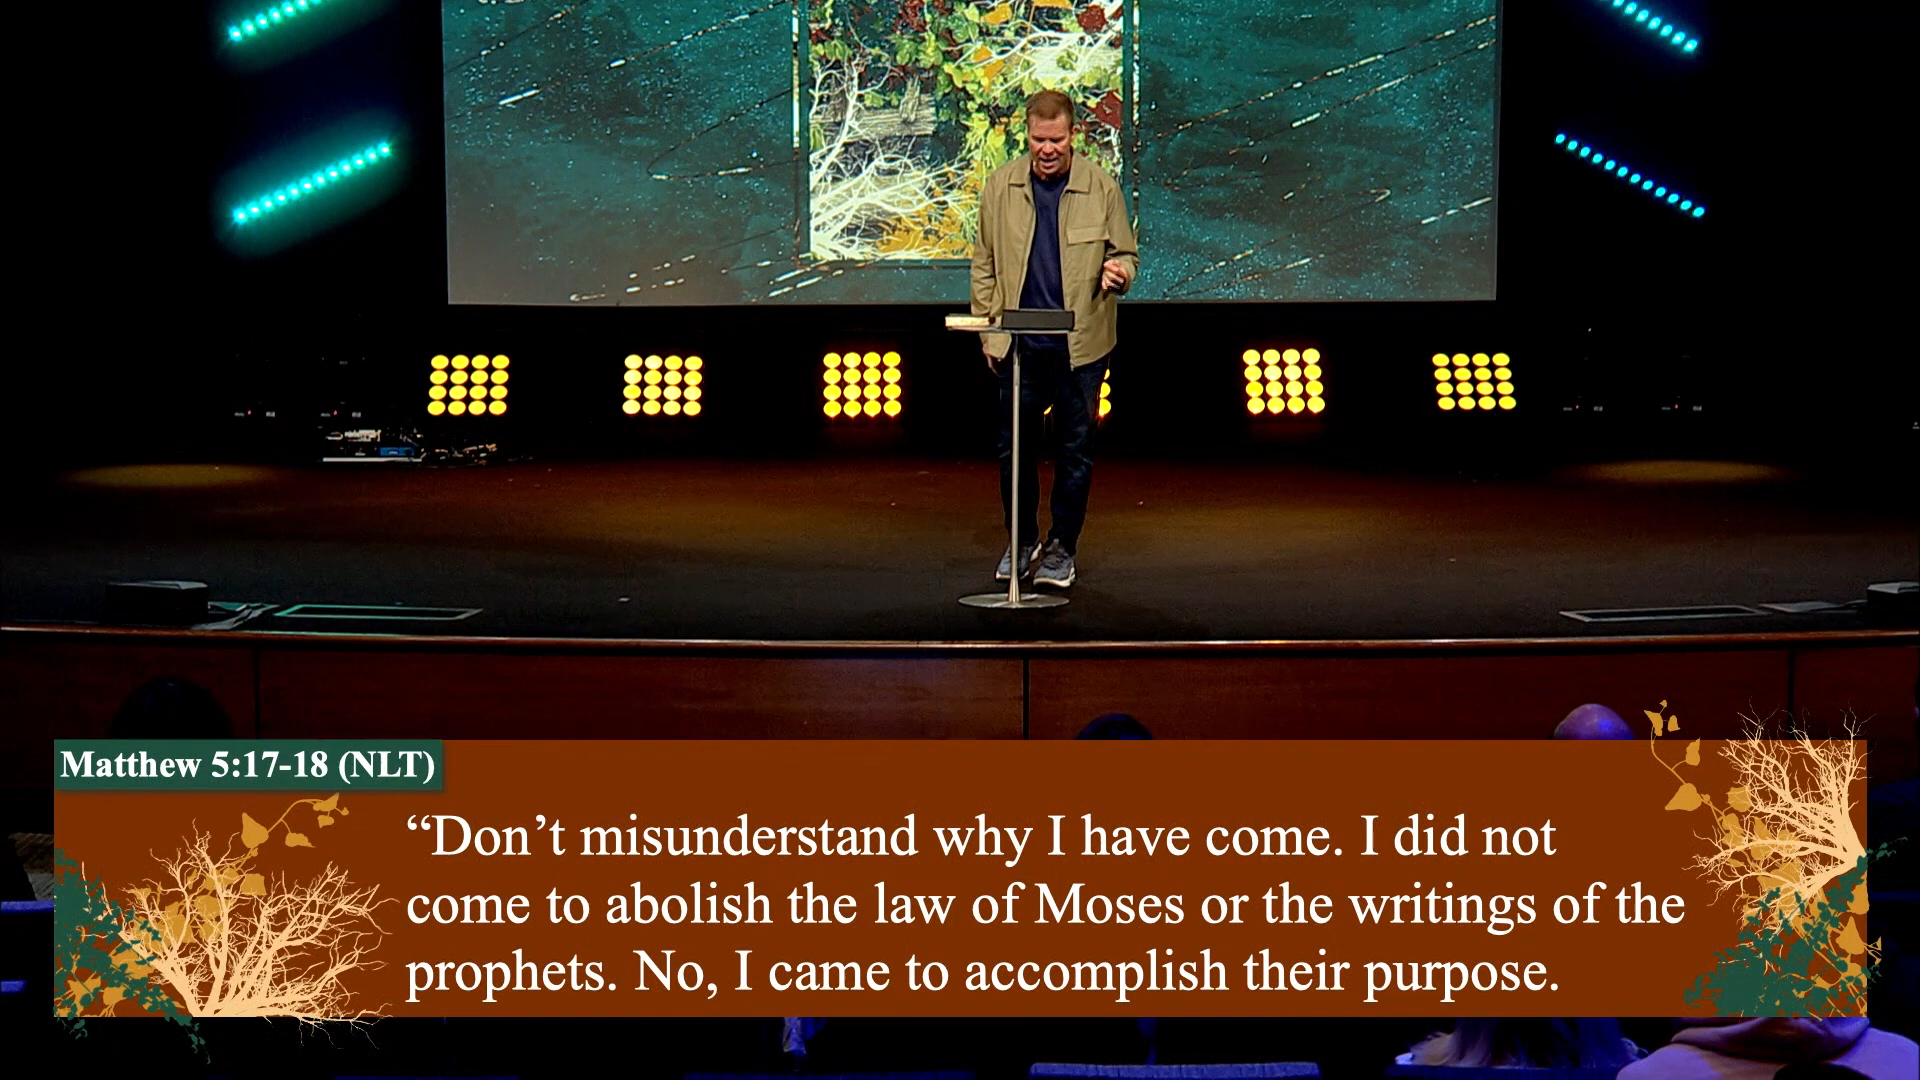 Matthew 5:17-18 (NLT)
“Don’t misunderstand why I have come. I did not
come to abolish the law of Moses or the writings of the
prophets. No, I came to accomplish their purpose.